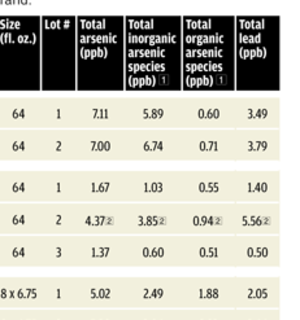 rand.
Size (fl. oz.) Lot # Total arsenic (ppb) Total inorganic arsenic species (ppb) 1 Total organic arsenic species (ppb) 1 Total lead (ppb)
64 1 7.11 5.89 0.60 3.49
64 2 7.00 6.74 0.71 3.79
64 1 1.67 1.03 0.55 1.40
64 2 4.37 2 3.85 2 0.94 2 5.56 2
64 3 1.37 0.60 0.51 0.50
8 x 6.75 1 5.02 2.49 1.88 2.05